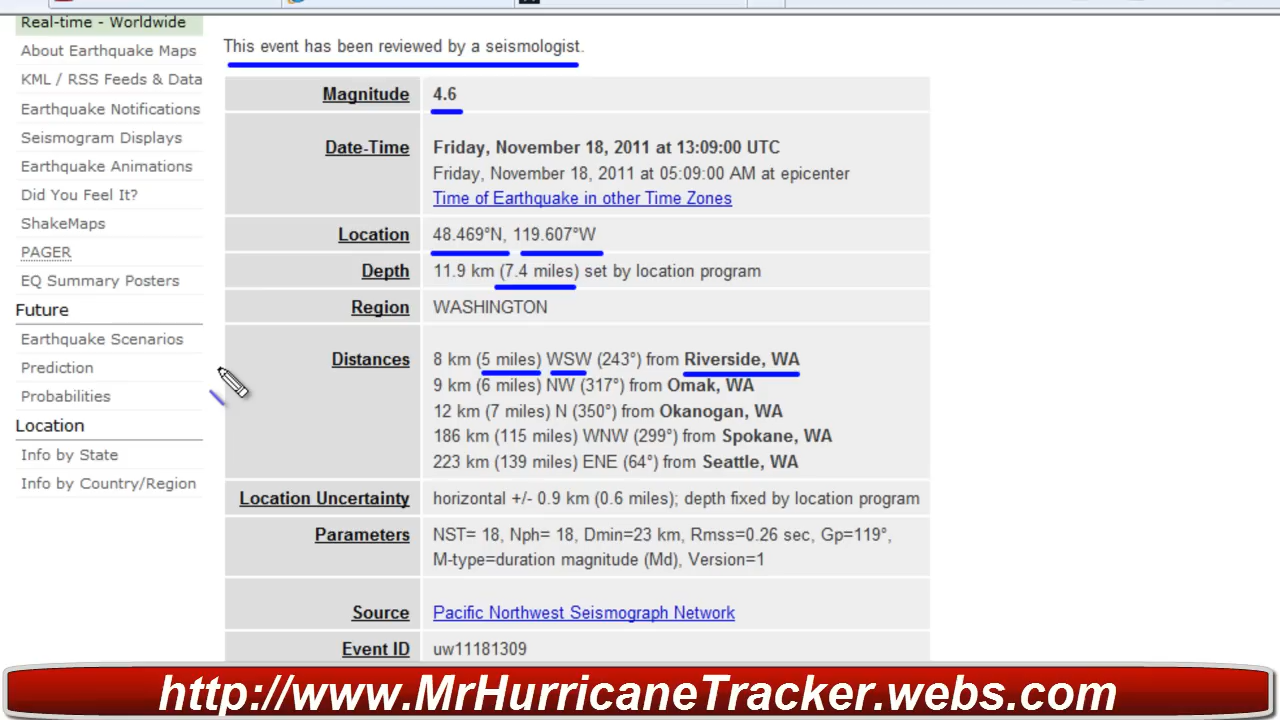 Real-time - Worldwide
About Earthquake Maps
KML / RSS Feeds & Data
Earthquake Notifications
Seismogram Displays
Earthquake Animations
Did You Feel It?
ShakeMaps
PAGER
EQ Summary Posters
Future
Earthquake Scenarios
Prediction
Probabilities
Location
Info by State
Info by Country/Region
This event has been reviewed by a seismologist.
Magnitude 4.6
Date-Time Friday, November 18, 2011 at 13:09:00 UTC
Friday, November 18, 2011 at 05:09:00 AM at epicenter
Time of Earthquake in other Time Zones
Location 48.469°N, 119.607°W
Depth 11.9 km (7.4 miles) set by location program
Region WASHINGTON
Distances 8 km (5 miles) WSW (243°) from Riverside, WA
9 km (6 miles) NW (317°) from Omak, WA
12 km (7 miles) N (350°) from Okanogan, WA
186 km (115 miles) WNW (299°) from Spokane, WA
223 km (139 miles) ENE (64°) from Seattle, WA
Location Uncertainty horizontal +/- 0.9 km (0.6 miles); depth fixed by location program
Parameters NST= 18, Nph= 18, Dmin=23 km, Rmss=0.26 sec, Gp=119°,
M-type=duration magnitude (Md), Version=1
Source Pacific Northwest Seismograph Network
Event ID uw11181309
http://www.MrHurricaneTracker.webs.com